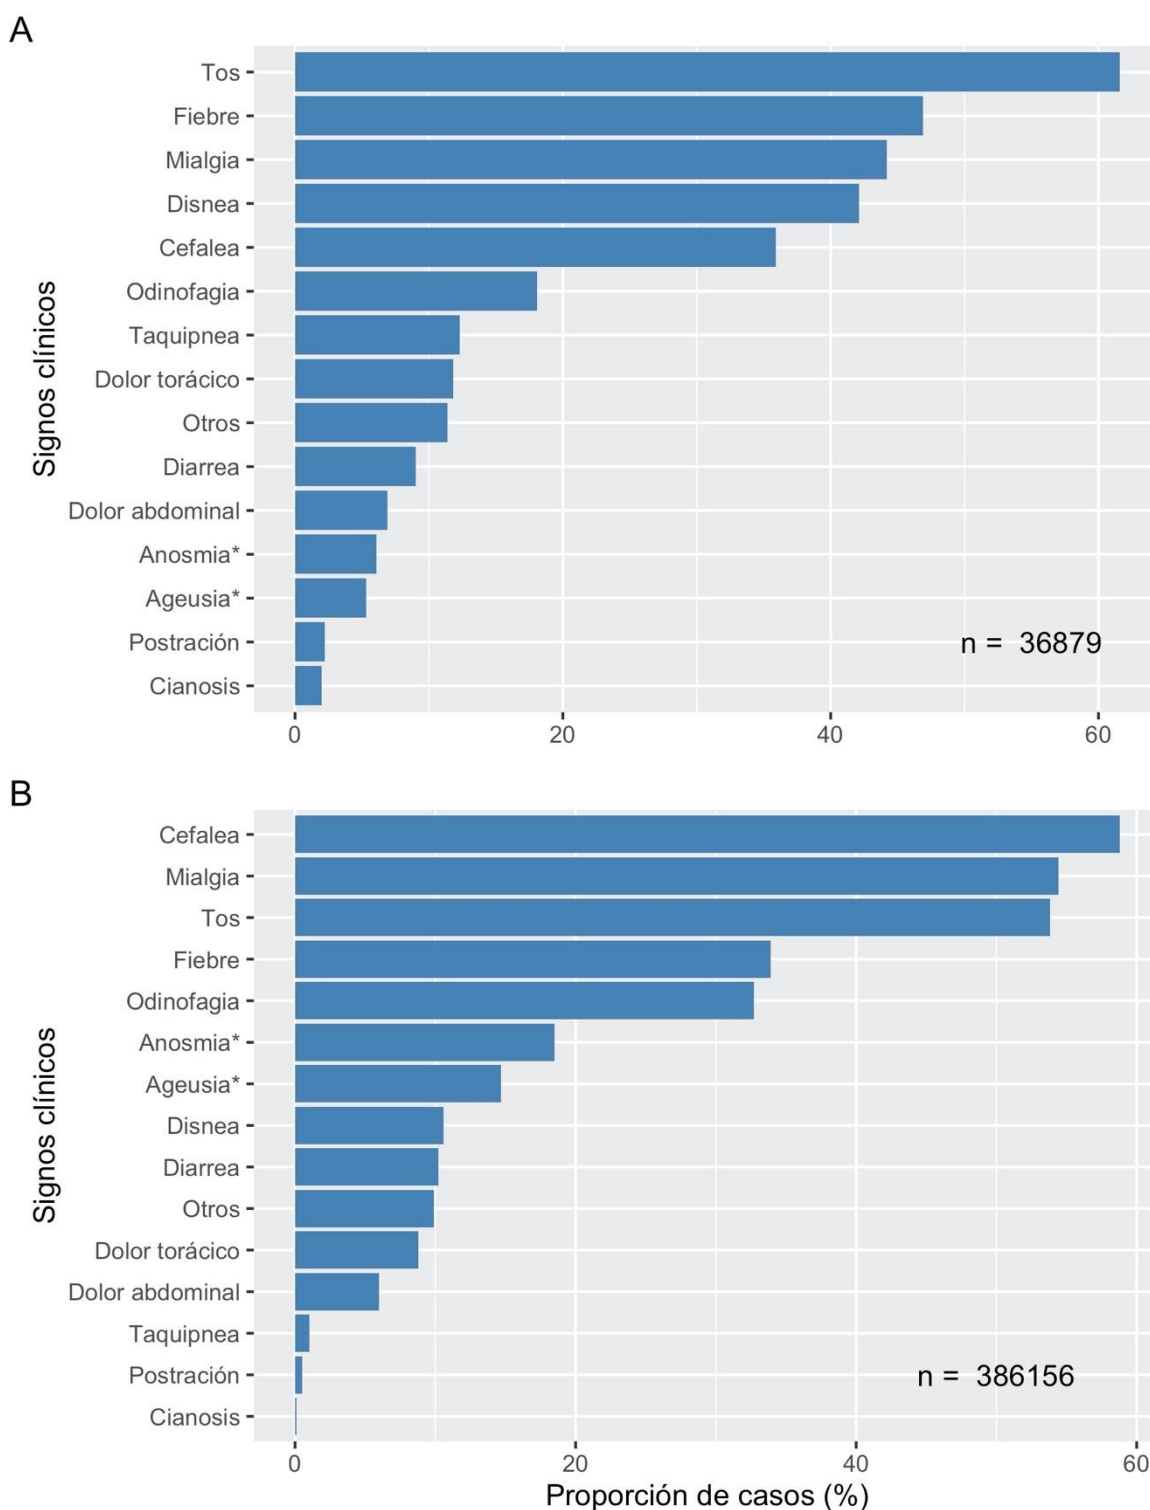 A
Signos clínicos
Tos
Fiebre
Mialgia
Disnea
Cefalea
Odinofagia
Taquipnea
Dolor torácico
Otros
Diarrea
Dolor abdominal
Anosmia*
Ageusia*
Postración
Cianosis
n = 36879
0 20 40 60
B
Signos clínicos
Cefalea
Mialgia
Tos
Fiebre
Odinofagia
Anosmia*
Ageusia*
Disnea
Diarrea
Otros
Dolor torácico
Dolor abdominal
Taquipnea
Postración
Cianosis
n = 386156
0 20 40 60
Proporción de casos (%)